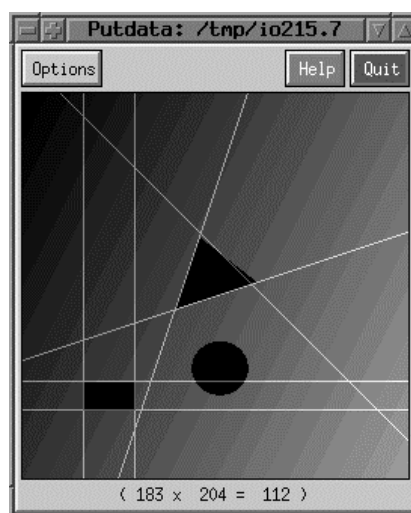 Putdata: /tmp/io215.7
Options Help Quit
( 183 x 204 = 112 )